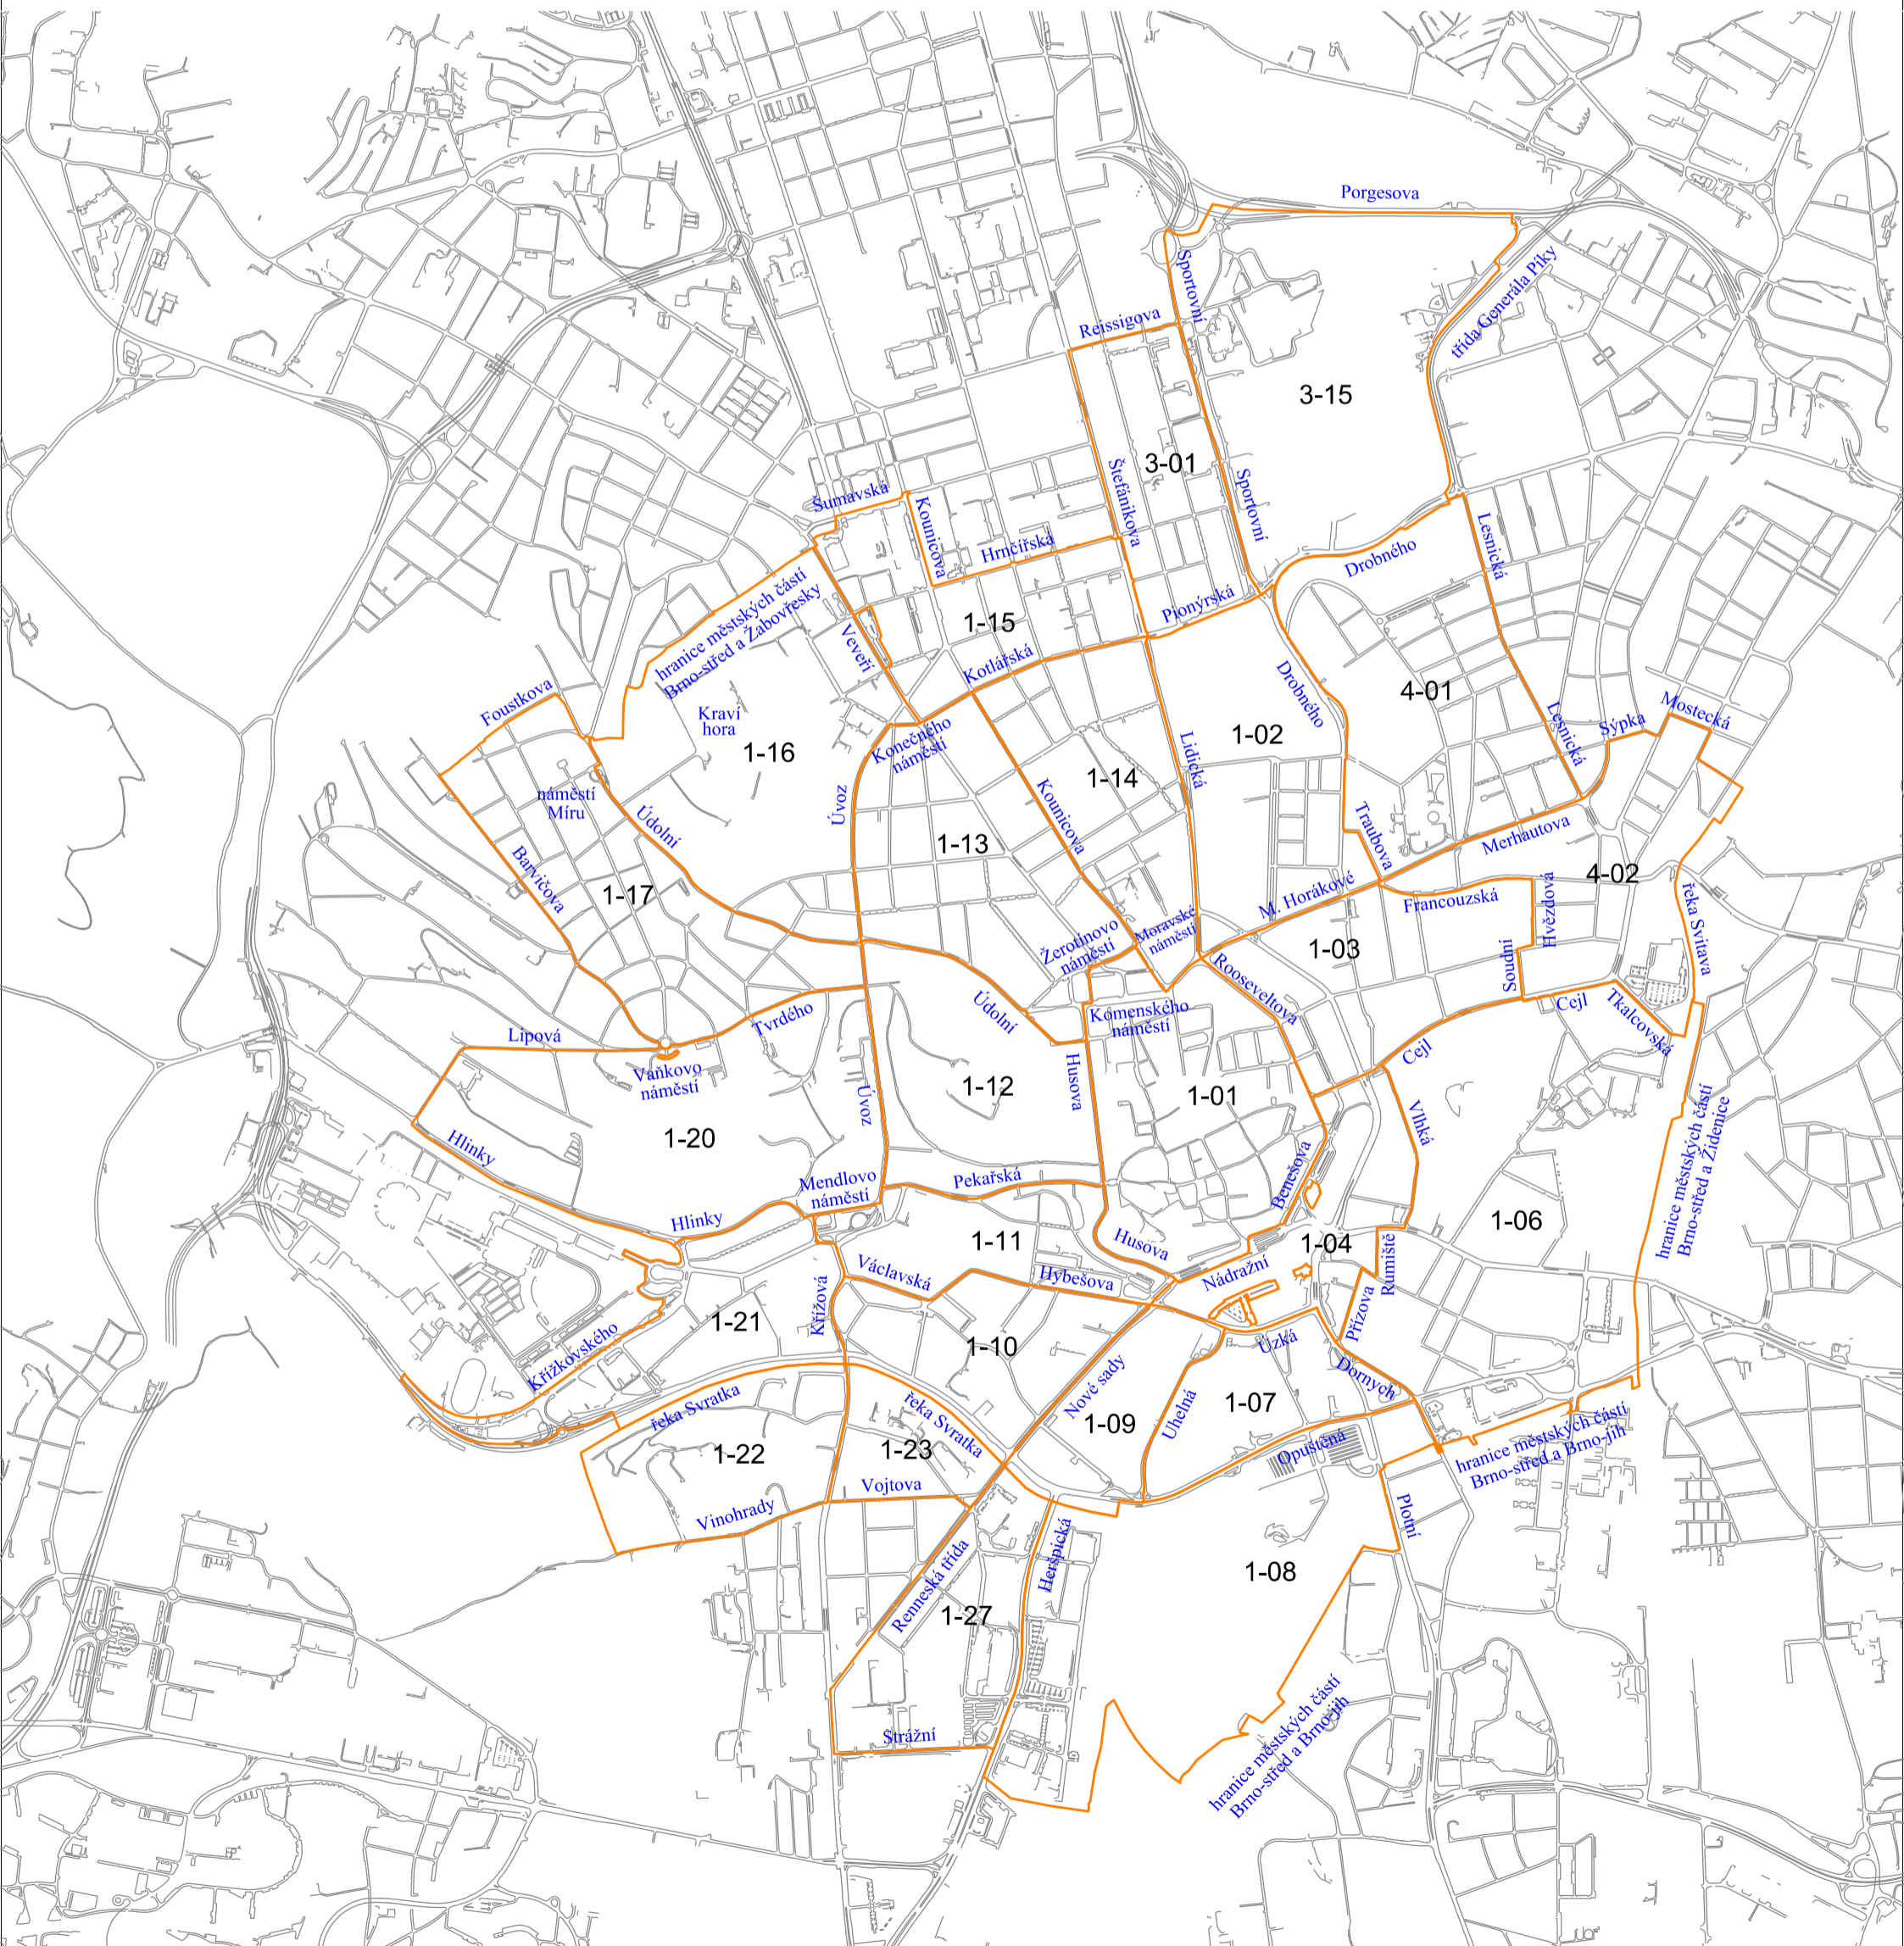 Porgesova
Sportovní
třída Generála Píky
Reissigova
3-15
3-01
Štefánikova
Sportovní
Šumavská
Kounicova
Hrnčířská
Lesnická
Drobného
hranice městských částí
Brno-střed a Žabovřesky
Pionýrská
1-15
Veveří
Kotlářská
Drobného
4-01
Foustkova
Kraví
hora
1-16
Konečného
náměstí
Lidická
1-02
Lesnická
Sýpka
Mostecká
náměstí
Míru
Údolní
Úvoz
1-14
Kounicova
1-13
Traubova
Merhautova
Barvičova
1-17
M. Horákové
Francouzská
Hvězdová
4-02
řeka Svitava
Žerotínovo
náměstí
Moravské
náměstí
1-03
Soudní
Rooseveltova
Údolní
Komenského
náměstí
Cejl
Tkalcovská
Lipová
Tvrdého
Cejl
Vaňkovo
náměstí
Úvoz
1-12
Husova
1-01
Vlhká
hranice městských částí
Brno-střed a Židenice
1-20
Hlinky
Benešova
Mendlovo
náměstí
Pekařská
Hlinky
1-11
Husova
1-04
1-06
Rumiště
Václavská
Hybešova
Nádražní
Křížová
1-21
Přízova
Křížkovského
1-10
Úzká
Dornych
řeka Svratka
řeka Svratka
Nové sady
1-09
Uhelná
1-07
1-22
1-23
Opuštěná
hranice městských částí
Brno-střed a Brno-jih
Vojtova
Vinohrady
Plotní
Heršpická
Renneská třída
1-08
1-27
Strážní
hranice městských částí
Brno-střed a Brno-jih